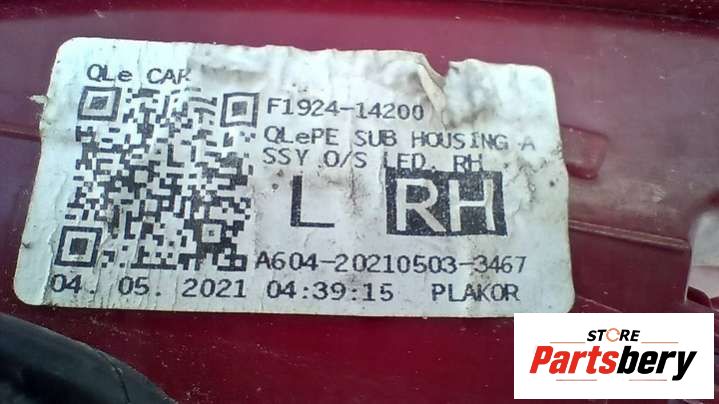 QLe CAR
F1924-14200
QLePE SUB HOUSING A
SSY O/S LED, RH
L RH
A604-20210503-3467
04. 05. 2021 04:39:15 PLAKOR
STORE
Partsbery